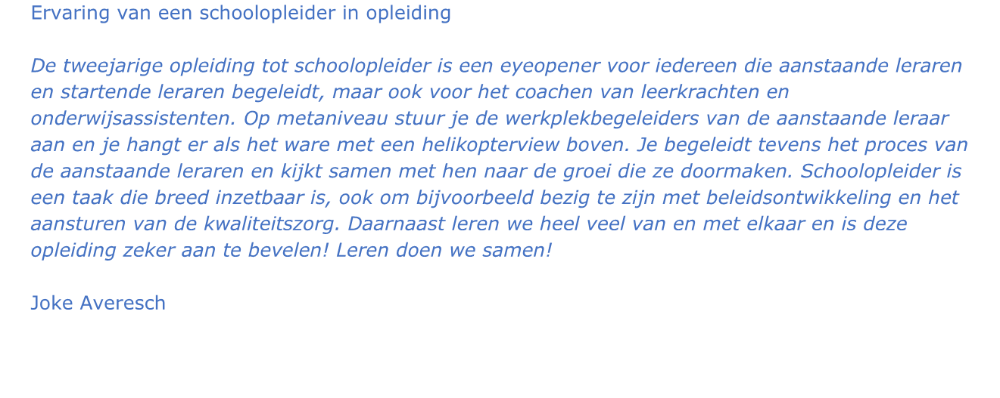 Ervaring van een schoolopleider in opleiding
De tweejarige opleiding tot schoolopleider is een eyeopener voor iedereen die aanstaande leraren
en startende leraren begeleidt, maar ook voor het coachen van leerkrachten en
onderwijsassistenten. Op metaniveau stuur je de werkplekbegeleiders van de aanstaande leraar
aan en je hangt er als het ware met een helikopterview boven. Je begeleidt tevens het proces van
de aanstaande leraren en kijkt samen met hen naar de groei die ze doormaken. Schoolopleider is
een taak die breed inzetbaar is, ook om bijvoorbeeld bezig te zijn met beleidsontwikkeling en het
aansturen van de kwaliteitszorg. Daarnaast leren we heel veel van en met elkaar en is deze
opleiding zeker aan te bevelen! Leren doen we samen!
Joke Averesch